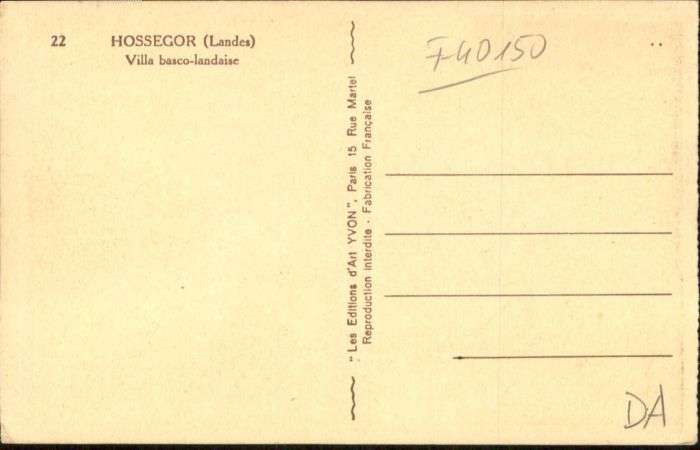 22 HOSSEGOR (Landes)
Villa basco-landaise
"Les Editions d'Art YVON", Paris 15 Rue Martel
Reproduction interdite - Fabrication Française
F40150
DA